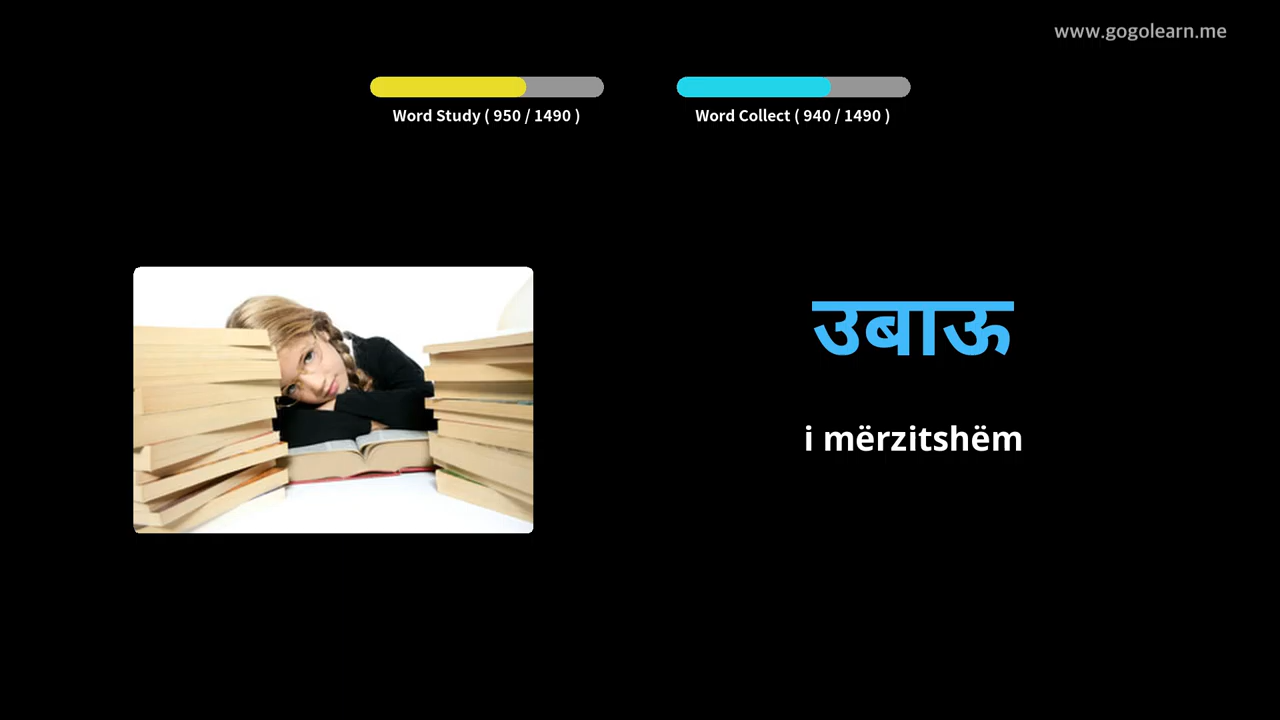 www.gogolearn.me
Word Study ( 950 / 1490 )
Word Collect ( 940 / 1490 )
उबाऊ
i mërzitshëm